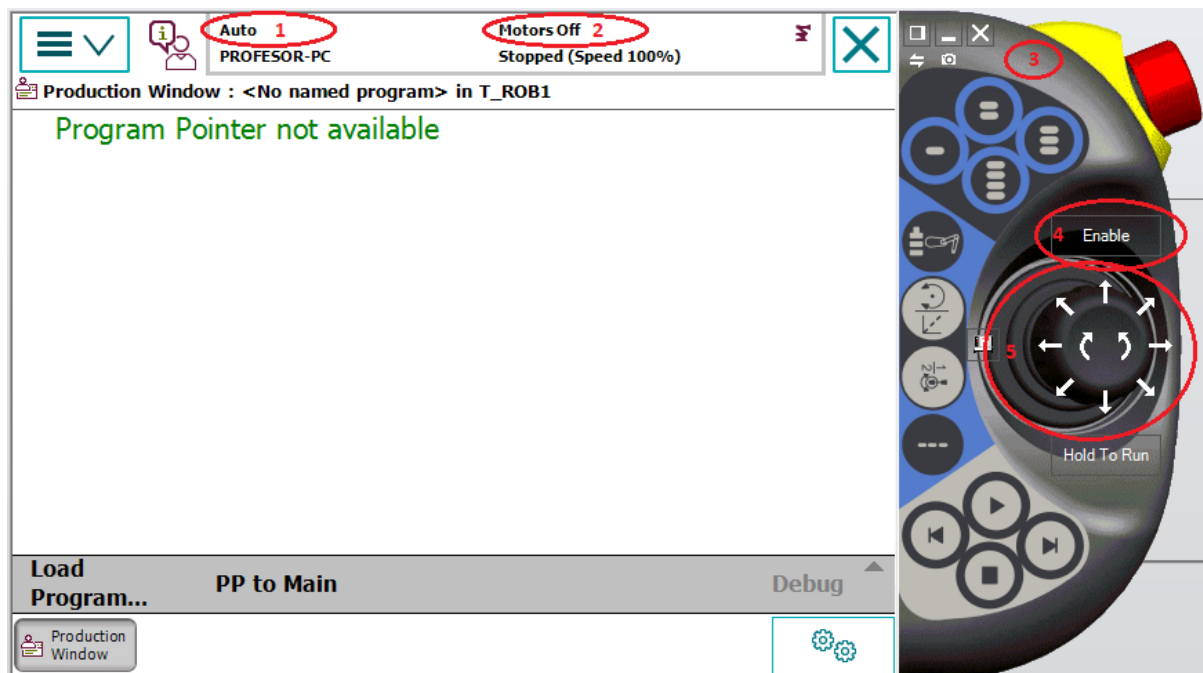 Auto 1
Motors Off 2
PROFESOR-PC
Stopped (Speed 100%)
3
Production Window : <No named program> in T_ROB1
Program Pointer not available
4 Enable
5
Hold To Run
Load
Program...
PP to Main
Debug
Production
Window